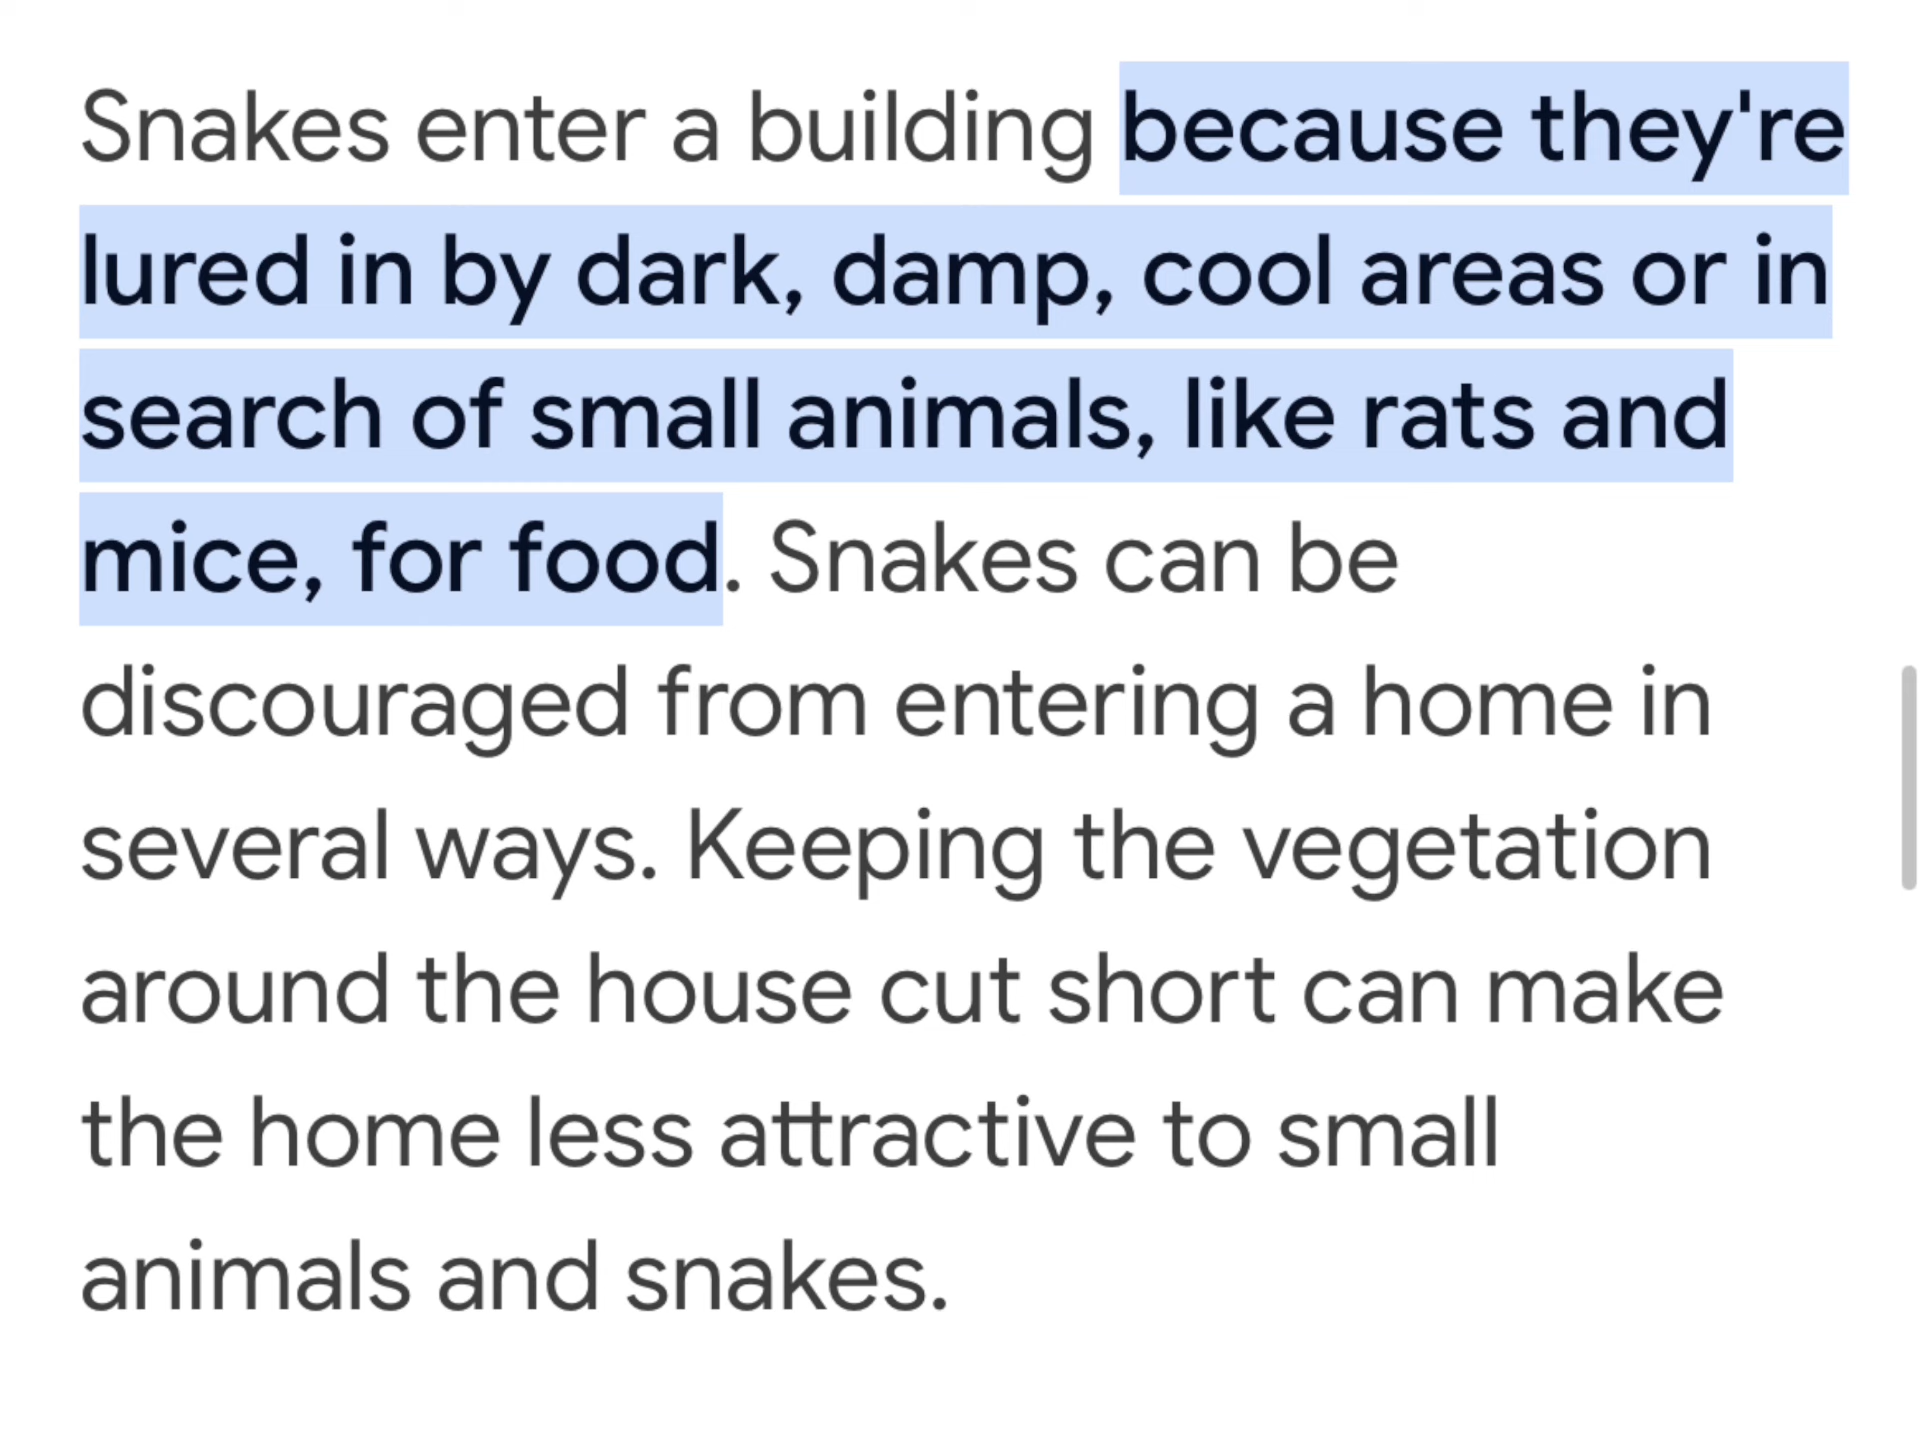 Snakes enter a building because they're
lured in by dark, damp, cool areas or in
search of small animals, like rats and
mice, for food. Snakes can be
discouraged from entering a home in
several ways. Keeping the vegetation
around the house cut short can make
the home less attractive to small
animals and snakes.